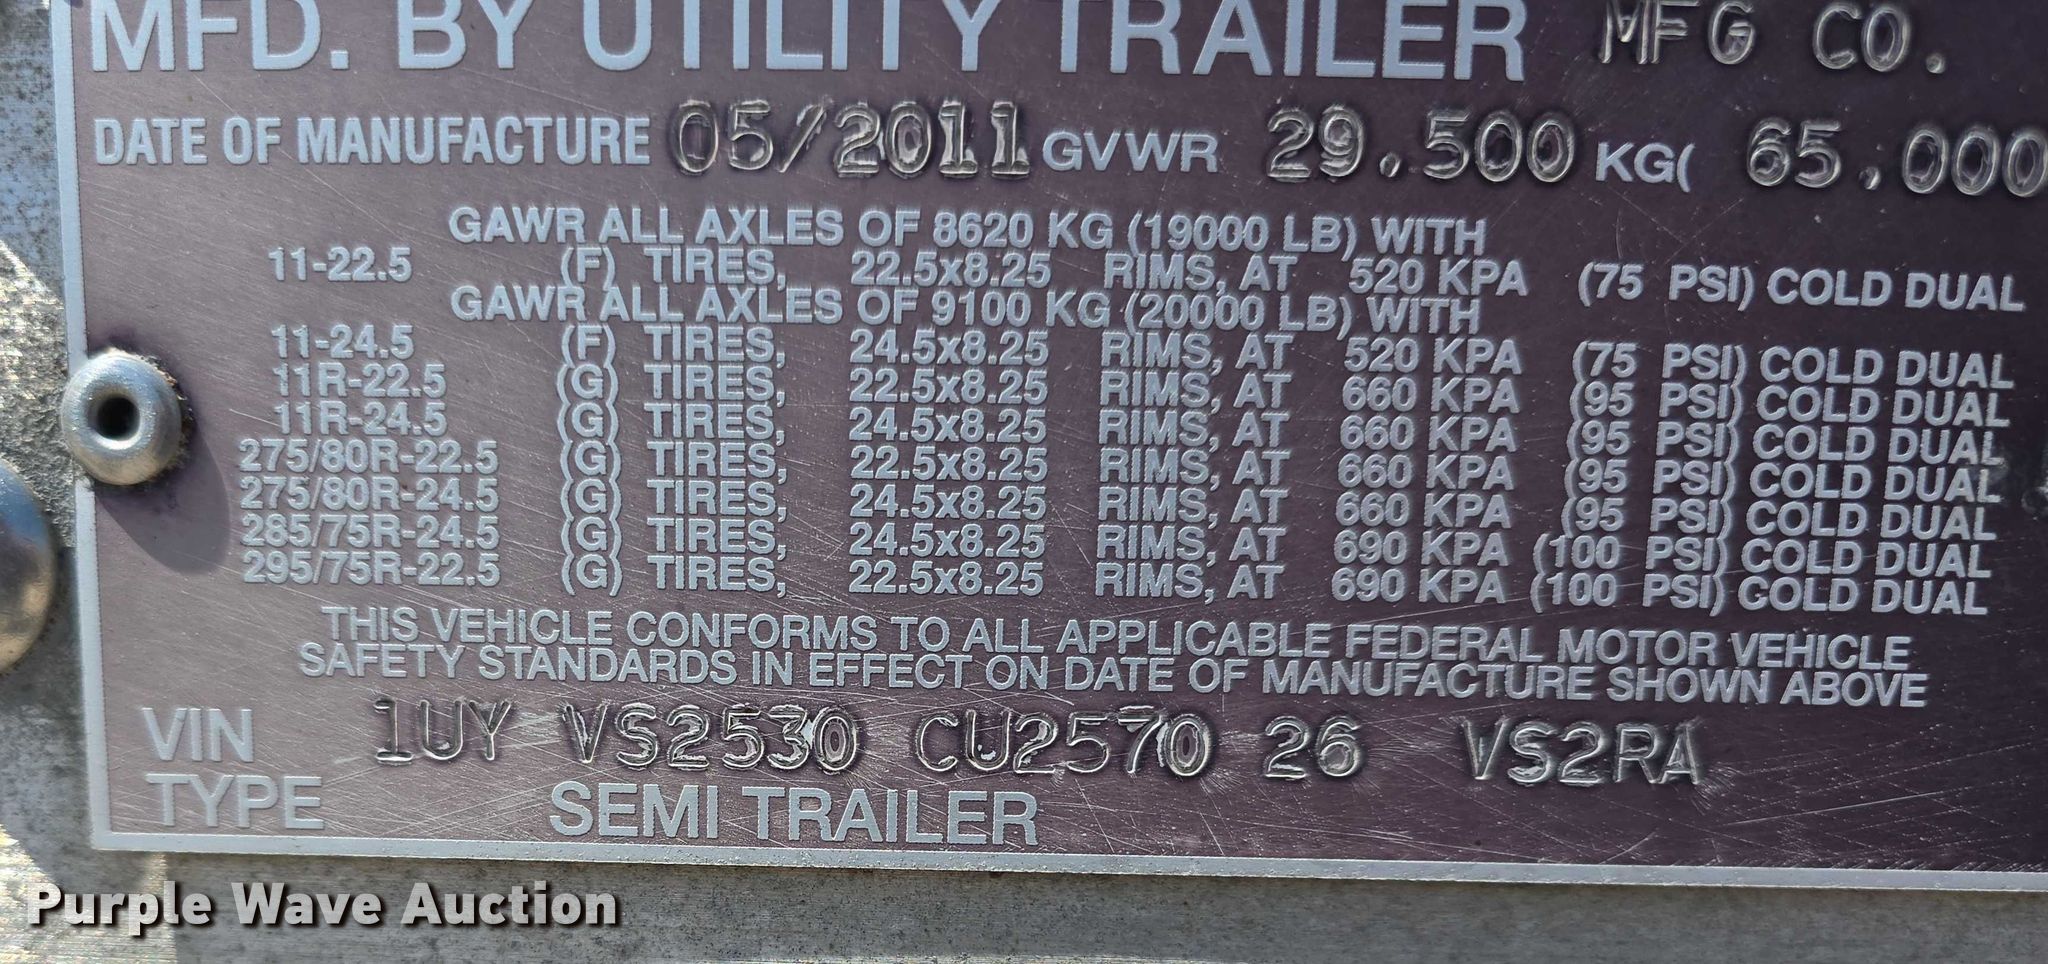 MFD. BY UTILITY TRAILER MFG CO.
DATE OF MANUFACTURE 05/2011 GVWR 29.500 KG( 65.000
GAWR ALL AXLES OF 8620 KG (19000 LB) WITH
11-22.5 (F) TIRES, 22.5x8.25 RIMS, AT 520 KPA (75 PSI) COLD DUAL
GAWR ALL AXLES OF 9100 KG (20000 LB) WITH
11-24.5 (F) TIRES, 24.5x8.25 RIMS, AT 520 KPA (75 PSI) COLD DUAL
11R-22.5 (G) TIRES, 22.5x8.25 RIMS, AT 660 KPA (95 PSI) COLD DUAL
11R-24.5 (G) TIRES, 24.5x8.25 RIMS, AT 660 KPA (95 PSI) COLD DUAL
275/80R-22.5 (G) TIRES, 22.5x8.25 RIMS, AT 660 KPA (95 PSI) COLD DUAL
275/80R-24.5 (G) TIRES, 24.5x8.25 RIMS, AT 660 KPA (95 PSI) COLD DUAL
285/75R-24.5 (G) TIRES, 24.5x8.25 RIMS, AT 690 KPA (100 PSI) COLD DUAL
295/75R-22.5 (G) TIRES, 22.5x8.25 RIMS, AT 690 KPA (100 PSI) COLD DUAL
THIS VEHICLE CONFORMS TO ALL APPLICABLE FEDERAL MOTOR VEHICLE
SAFETY STANDARDS IN EFFECT ON DATE OF MANUFACTURE SHOWN ABOVE
VIN 1UY VS2530 CU2570 26 VS2RA
TYPE SEMI TRAILER
Purple Wave Auction